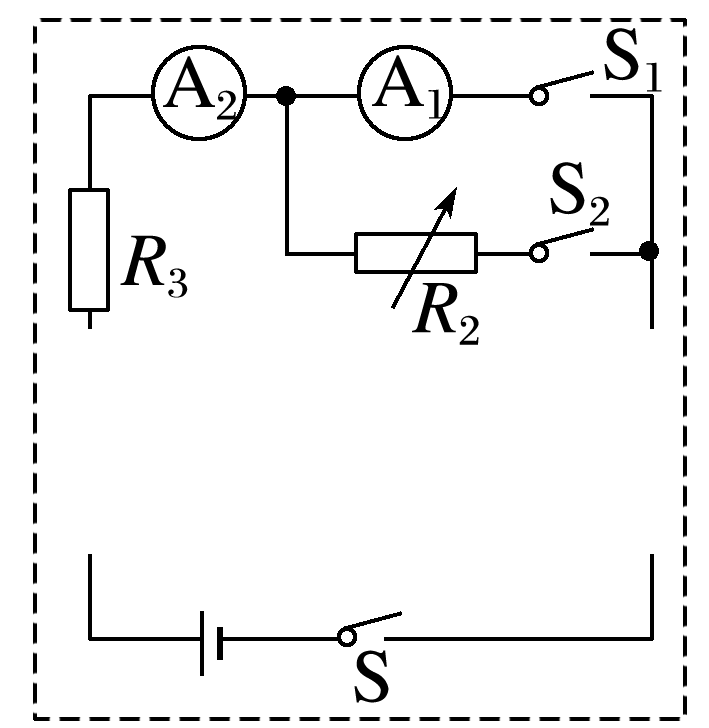 A₂ A₁ S₁
S₂
R₃
R₂
S